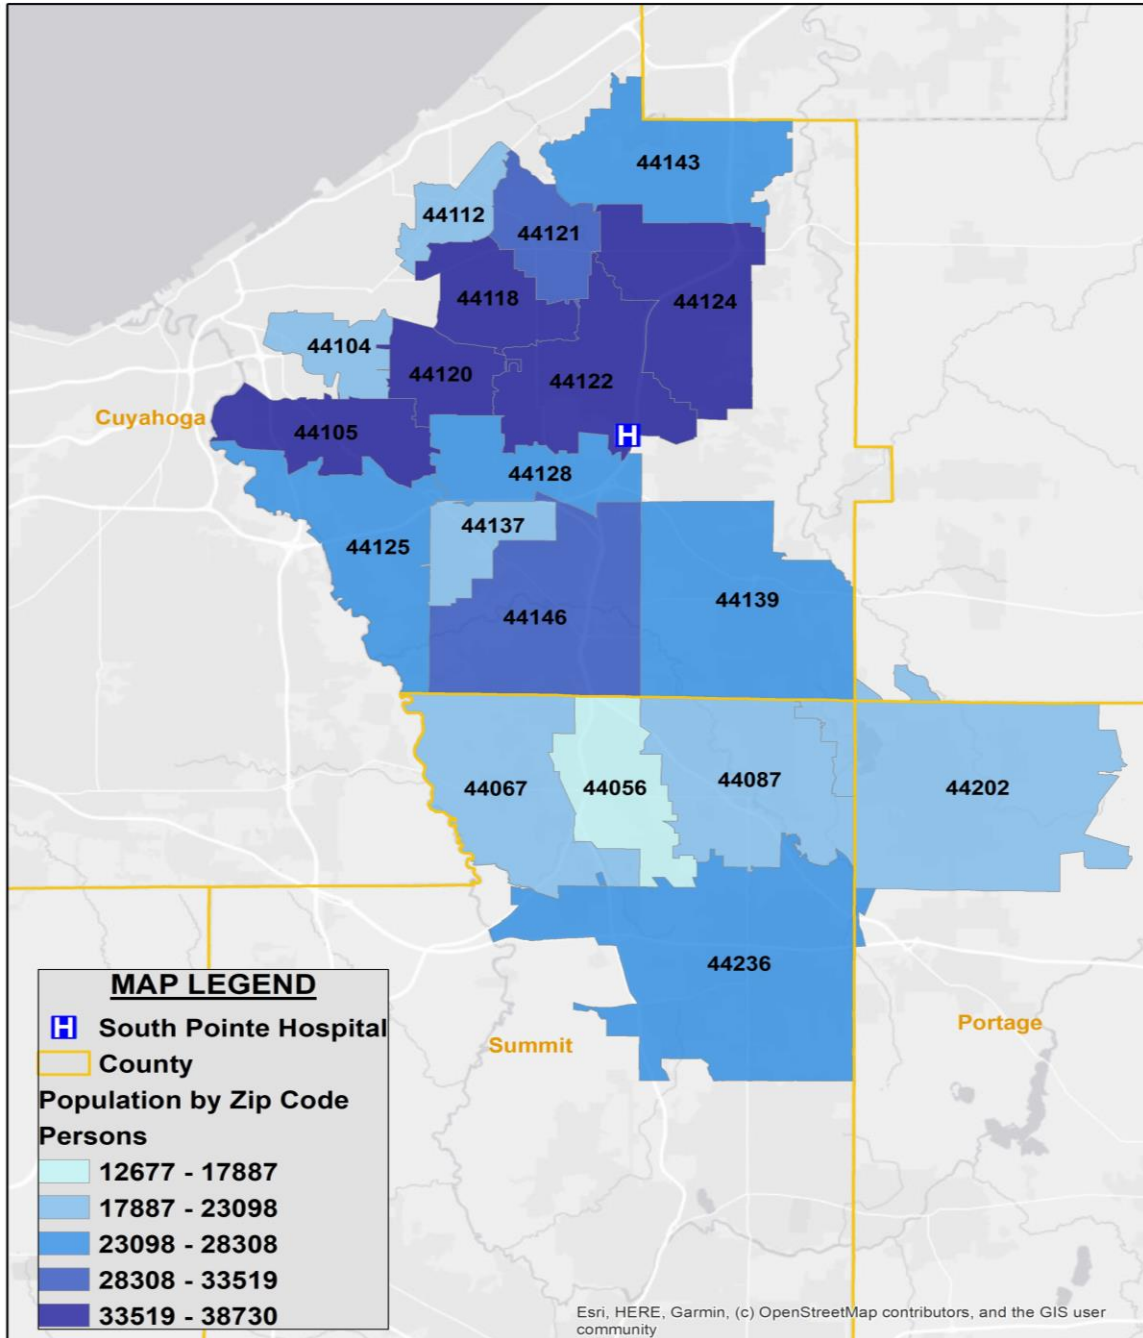 44143
44112
44121
44118
44124
44104
44120
44122
Cuyahoga
44105
44128
44137
44125
44139
44146
44067
44056
44087
44202
44236
Summit
Portage
MAP LEGEND
H South Pointe Hospital
County
Population by Zip Code
Persons
12677 - 17887
17887 - 23098
23098 - 28308
28308 - 33519
33519 - 38730
H
Esri, HERE, Garmin, (c) OpenStreetMap contributors, and the GIS user
community